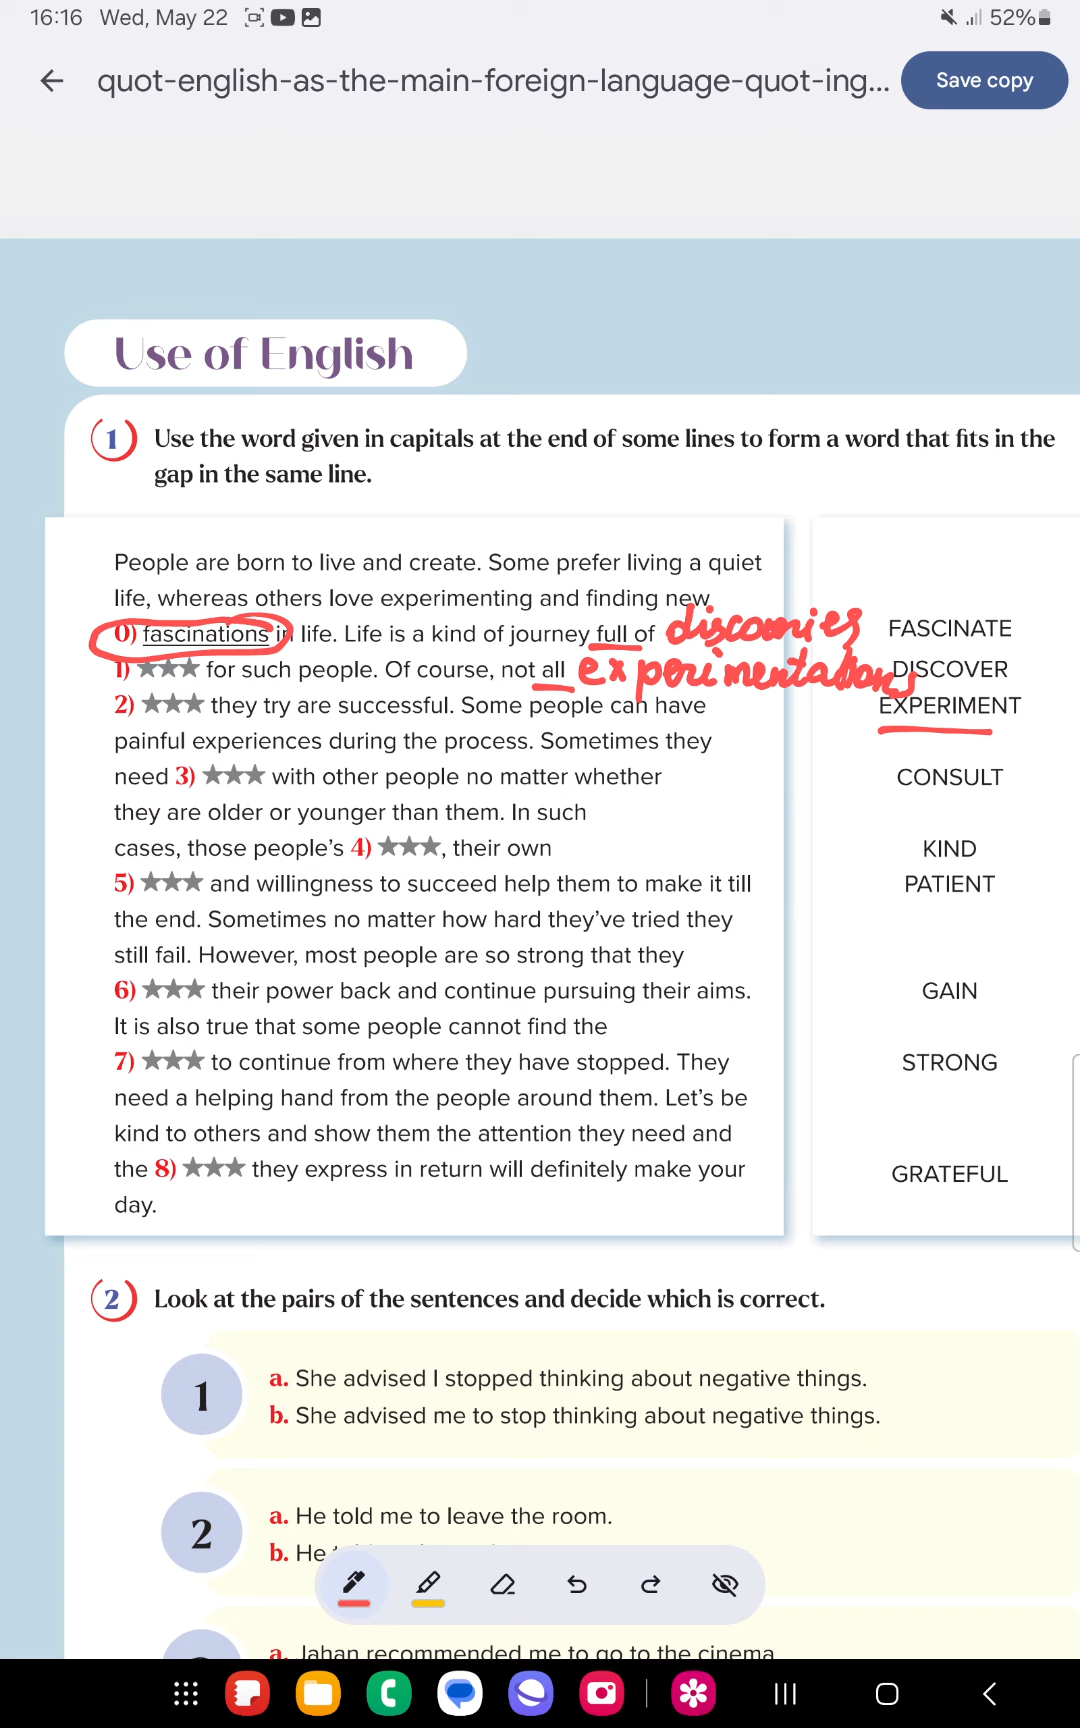 16:16 Wed, May 22 52%
quot-english-as-the-main-foreign-language-quot-ing... Save copy
Use of English
1 Use the word given in capitals at the end of some lines to form a word that fits in the
gap in the same line.
People are born to live and create. Some prefer living a quiet
life, whereas others love experimenting and finding new
0) fascinations in life. Life is a kind of journey full of discoveries FASCINATE
1) ★★★ for such people. Of course, not all experimentations DISCOVER
2) ★★★ they try are successful. Some people can have EXPERIMENT
painful experiences during the process. Sometimes they
need 3) ★★★ with other people no matter whether CONSULT
they are older or younger than them. In such
cases, those people's 4) ★★★, their own KIND
5) ★★★ and willingness to succeed help them to make it till PATIENT
the end. Sometimes no matter how hard they've tried they
still fail. However, most people are so strong that they
6) ★★★ their power back and continue pursuing their aims. GAIN
It is also true that some people cannot find the
7) ★★★ to continue from where they have stopped. They STRONG
need a helping hand from the people around them. Let's be
kind to others and show them the attention they need and
the 8) ★★★ they express in return will definitely make your GRATEFUL
day.
2 Look at the pairs of the sentences and decide which is correct.
1
a. She advised I stopped thinking about negative things.
b. She advised me to stop thinking about negative things.
2
a. He told me to leave the room.
b. He
a. Jahan recommended me to go to the cinema